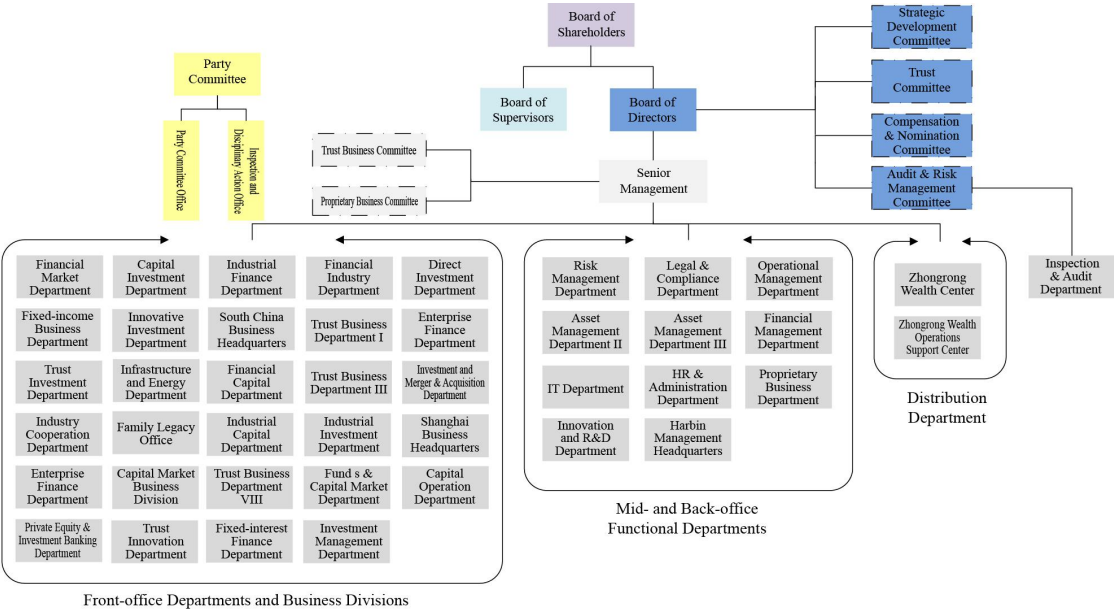 Board of
Shareholders
Strategic
Development
Committee
Party
Committee
Trust
Committee
Board of
Supervisors
Board of
Directors
Compensation
& Nomination
Committee
Party Committee Office
Inspection and
Disciplinary Action Office
Trust Business Committee
Proprietary Business Committee
Senior
Management
Audit & Risk
Management
Committee
Financial
Market
Department
Capital
Investment
Department
Industrial
Finance
Department
Financial
Industry
Department
Direct
Investment
Department
Fixed-income
Business
Department
Innovative
Investment
Department
South China
Business
Headquarters
Trust Business
Department I
Enterprise
Finance
Department
Trust
Investment
Department
Infrastructure
and Energy
Department
Financial
Capital
Department
Trust Business
Department III
Investment and
Merger & Acquisition
Department
Industry
Cooperation
Department
Family Legacy
Office
Industrial
Capital
Department
Industrial
Investment
Department
Shanghai
Business
Headquarters
Enterprise
Finance
Department
Capital Market
Business
Division
Trust Business
Department
VIII
Fund s &
Capital Market
Department
Capital
Operation
Department
Private Equity &
Investment Banking
Department
Trust
Innovation
Department
Fixed-interest
Finance
Department
Investment
Management
Department
Front-office Departments and Business Divisions
Risk
Management
Department
Legal &
Compliance
Department
Operational
Management
Department
Asset
Management
Department II
Asset
Management
Department III
Financial
Management
Department
IT Department
HR &
Administration
Department
Proprietary
Business
Department
Innovation
and R&D
Department
Harbin
Management
Headquarters
Mid- and Back-office
Functional Departments
Zhongrong
Wealth Center
Zhongrong Wealth
Operations
Support Center
Distribution
Department
Inspection
& Audit
Department